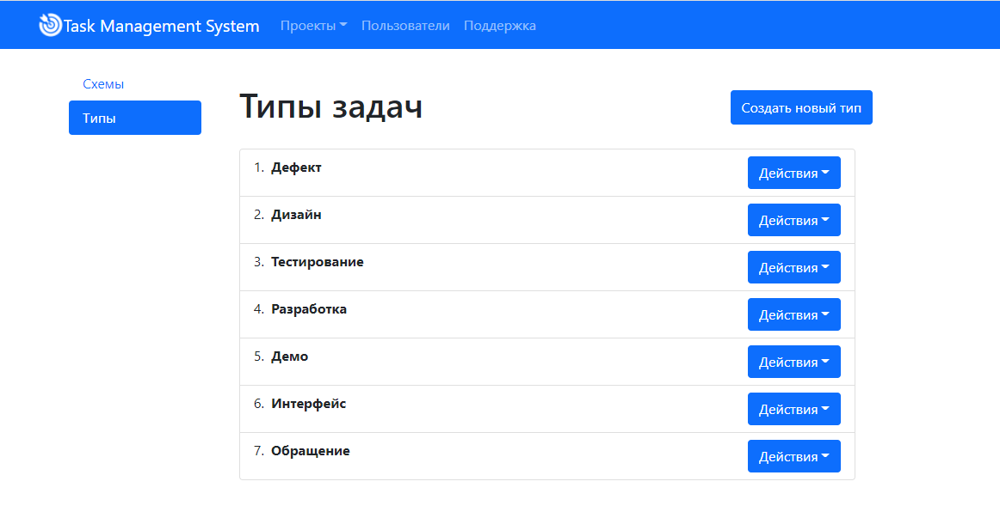 Task Management System Проекты Пользователи Поддержка
Схемы
Типы
Типы задач
Создать новый тип
1. Дефект Действия
2. Дизайн Действия
3. Тестирование Действия
4. Разработка Действия
5. Демо Действия
6. Интерфейс Действия
7. Обращение Действия